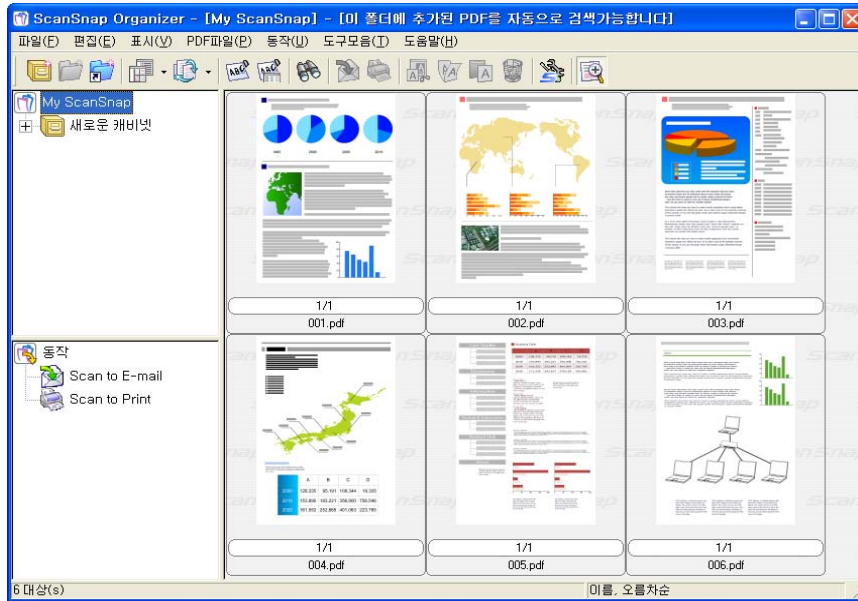 ScanSnap Organizer - [My ScanSnap] - [이 폴더에 추가된 PDF를 자동으로 검색가능합니다]
파일(F) 편집(E) 표시(V) PDF파일(P) 동작(U) 도구모음(T) 도움말(H)
My ScanSnap
새로운 캐비넷
1/1 1/1 1/1
001.pdf 002.pdf 003.pdf
동작
Scan to E-mail
Scan to Print
A B C D
1/1 1/1 1/1
004.pdf 005.pdf 006.pdf
6 대상(s) 이름, 오름차순